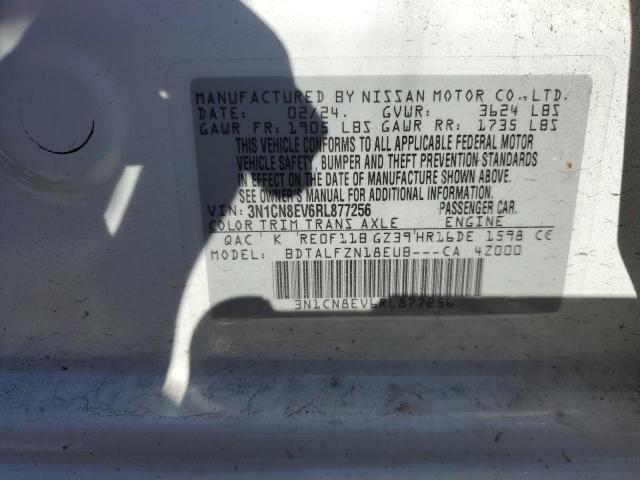 MANUFACTURED BY NISSAN MOTOR CO., LTD.
DATE: 02/24. GVWR: 3624 LBS
GAWR FR: 1905 LBS GAWR RR: 1735 LBS
THIS VEHICLE CONFORMS TO ALL APPLICABLE FEDERAL MOTOR
VEHICLE SAFETY, BUMPER AND THEFT PREVENTION STANDARDS
IN EFFECT ON THE DATE OF MANUFACTURE SHOWN ABOVE.
SEE OWNER'S MANUAL FOR ADDITIONAL INFORMATION.
VIN: 3N1CN8EV6RL877256 PASSENGER CAR.
COLOR TRIM TRANS AXLE ENGINE
QAC K RE0F11B GZ39 HR16DE 1598 CC
BDTALFZN18EUB---CA 4Z000
3N1CN8EV6RL877256